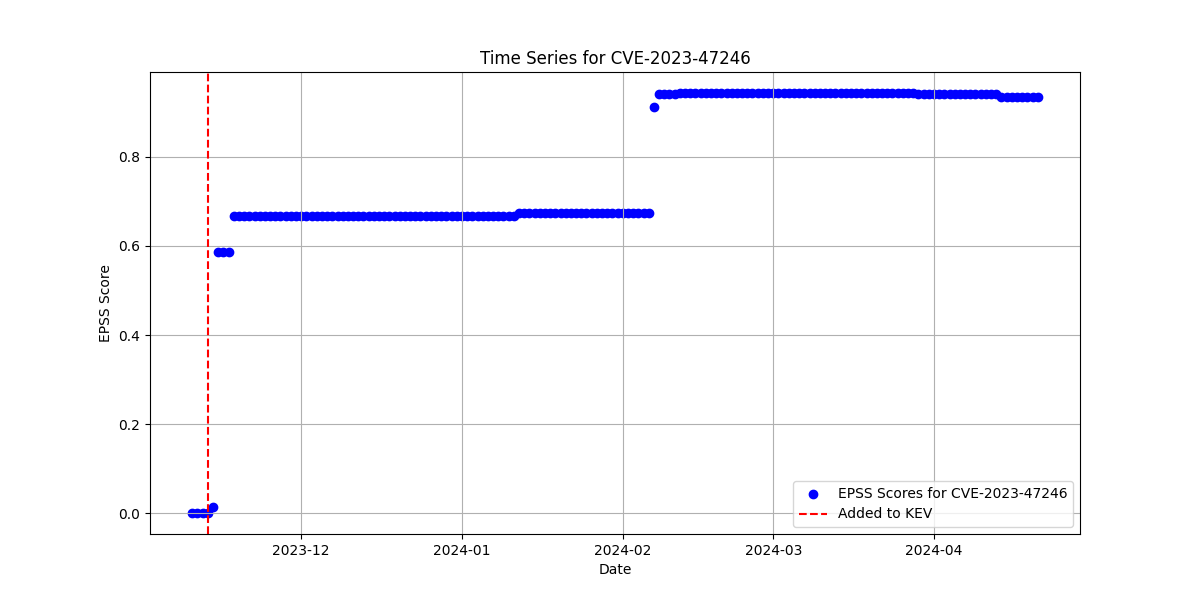 Time Series for CVE-2023-47246
EPSS Score
0.8
0.6
0.4
0.2
0.0
EPSS Scores for CVE-2023-47246
Added to KEV
2023-12 2024-01 2024-02 2024-03 2024-04
Date